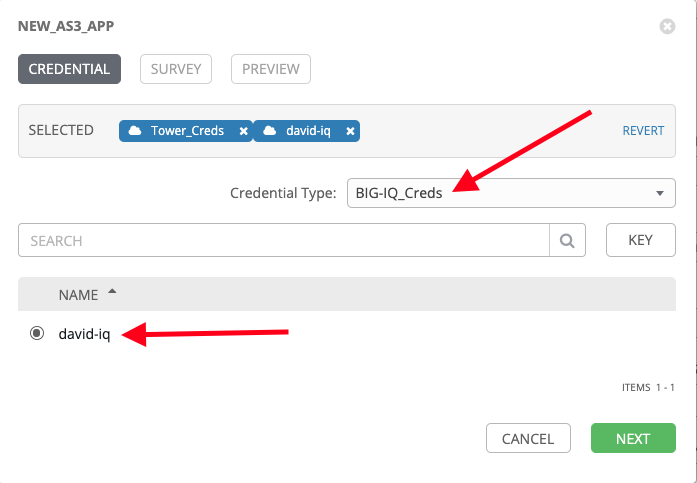 NEW_AS3_APP
CREDENTIAL SURVEY PREVIEW
SELECTED Tower_Creds david-iq REVERT
Credential Type: BIG-IQ_Creds
SEARCH KEY
NAME
david-iq
ITEMS 1 - 1
CANCEL NEXT